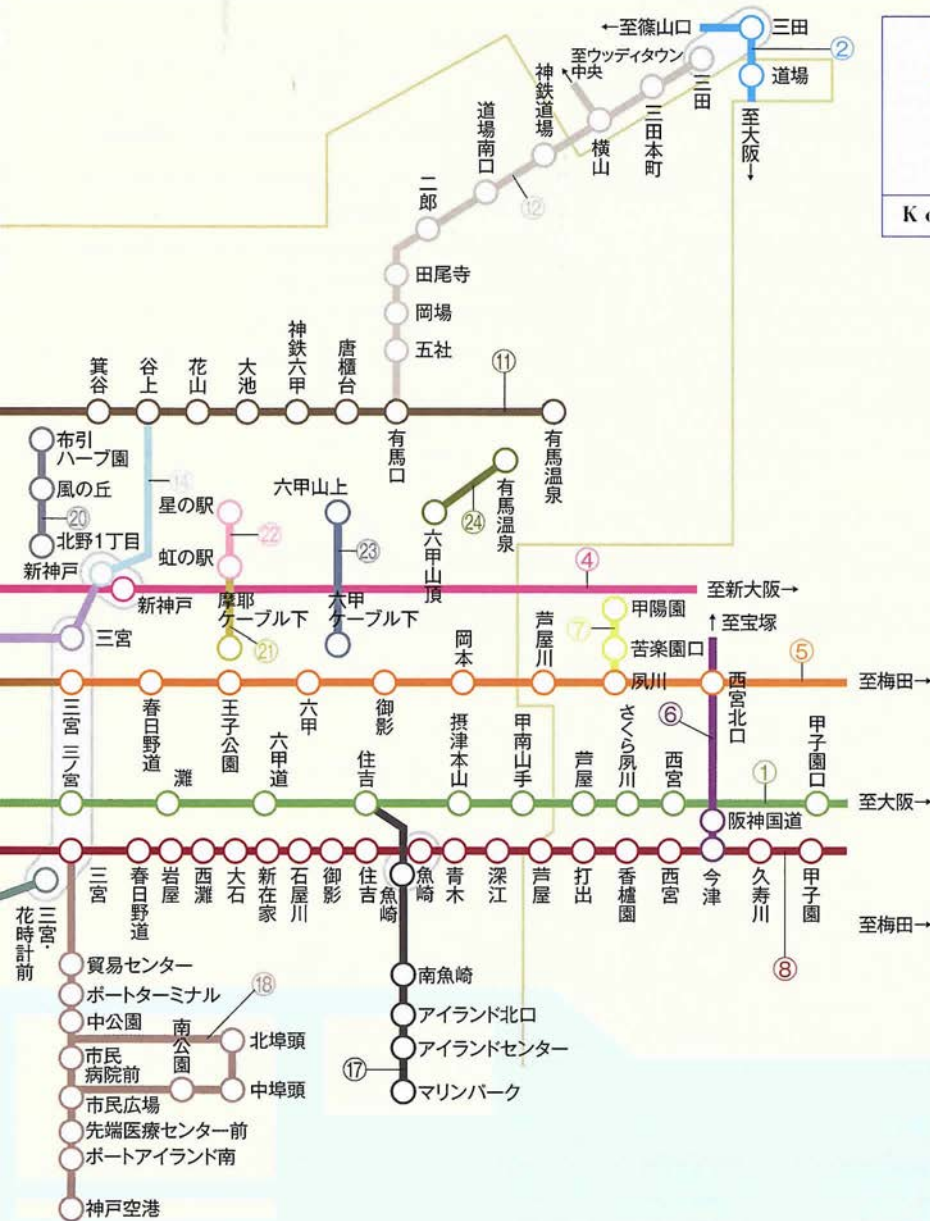 ←至篠山口
三田
②
至ウッディタウン
中央
三田
道場
三田本町
横山
神鉄道場
至大阪↓
道場南口
二郎
⑫
K
田尾寺
岡場
五社
箕谷
谷上
花山
大池
神鉄六甲
唐櫃台
⑪
有馬口
有馬温泉
布引
ハーブ園
風の丘
⑳
北野1丁目
⑭
星の駅
㉒
虹の駅
六甲山上
㉓
六甲山頂
㉔
有馬温泉
新神戸
新神戸
④
至新大阪→
三宮
摩耶
ケーブル下
㉑
六甲
ケーブル下
甲陽園
⑦
苦楽園口
↑至宝塚
三宮
春日野道
王子公園
六甲
御影
岡本
芦屋川
夙川
西宮北口
⑤
至梅田→
⑥
三ノ宮
灘
六甲道
住吉
摂津本山
甲南山手
芦屋
さくら夙川
西宮
①
甲子園口
至大阪→
阪神国道
三宮
春日野道
岩屋
西灘
大石
新在家
石屋川
御影
住吉
魚崎
魚崎
青木
深江
芦屋
打出
香櫨園
西宮
今津
久寿川
甲子園
至梅田→
⑧
三宮・
花時計前
貿易センター
ポートターミナル
中公園
⑱
南公園
北埠頭
市民
病院前
中埠頭
市民広場
先端医療センター前
ポートアイランド南
神戸空港
南魚崎
アイランド北口
アイランドセンター
⑰
マリンパーク